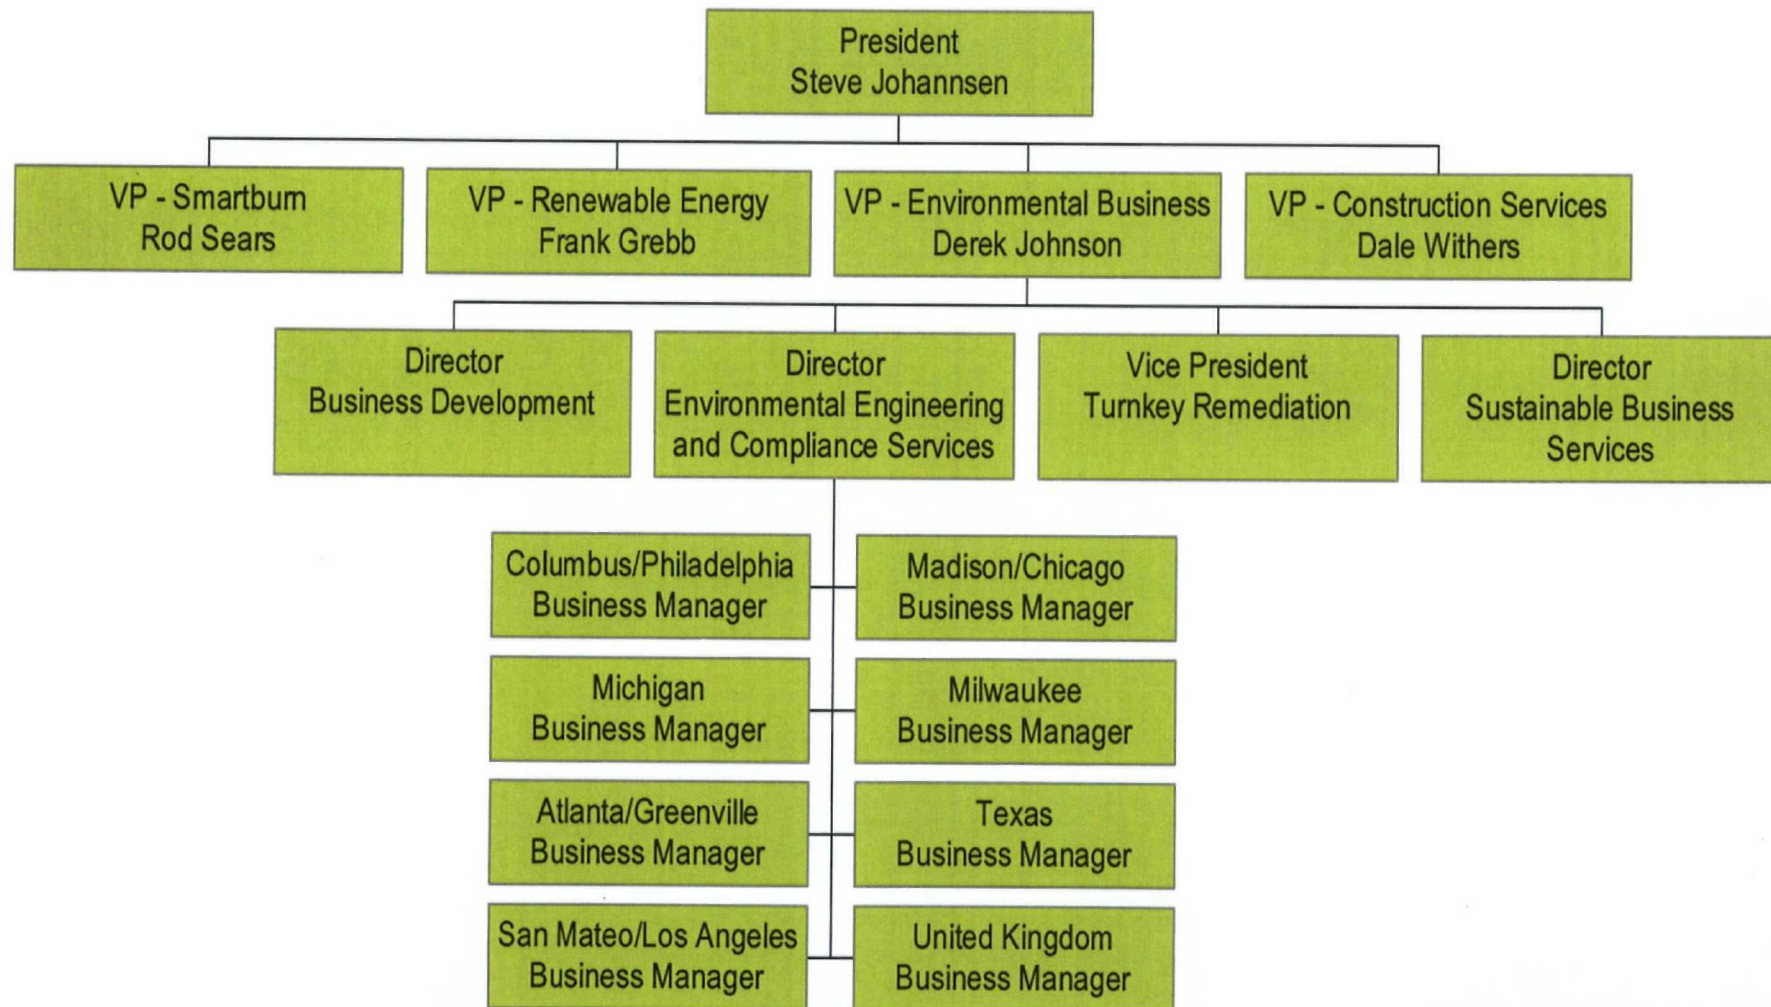 President
Steve Johannsen
VP - Smartburn
Rod Sears
VP - Renewable Energy
Frank Grebb
VP - Environmental Business
Derek Johnson
VP - Construction Services
Dale Withers
Director
Business Development
Director
Environmental Engineering
and Compliance Services
Vice President
Turnkey Remediation
Director
Sustainable Business
Services
Columbus/Philadelphia
Business Manager
Madison/Chicago
Business Manager
Michigan
Business Manager
Milwaukee
Business Manager
Atlanta/Greenville
Business Manager
Texas
Business Manager
San Mateo/Los Angeles
Business Manager
United Kingdom
Business Manager